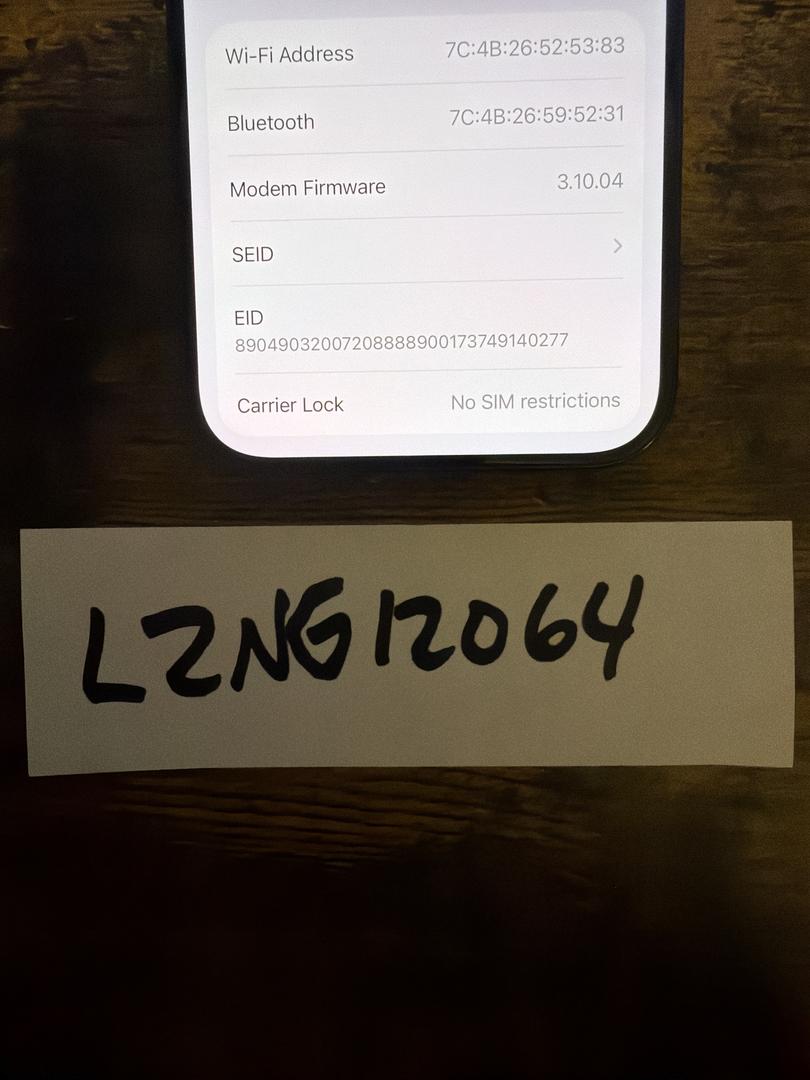 Wi-Fi Address 7C:4B:26:52:53:83
Bluetooth 7C:4B:26:59:52:31
Modem Firmware 3.10.04
SEID
EID
89049032007208888900173749140277
Carrier Lock No SIM restrictions
LZNG12064